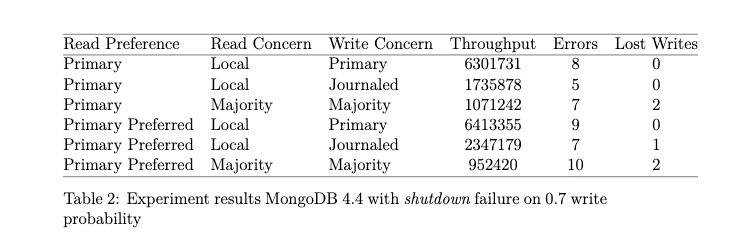 Read Preference Read Concern Write Concern Throughput Errors Lost Writes
Primary Local Primary 6301731 8 0
Primary Local Journaled 1735878 5 0
Primary Majority Majority 1071242 7 2
Primary Preferred Local Primary 6413355 9 0
Primary Preferred Local Journaled 2347179 7 1
Primary Preferred Majority Majority 952420 10 2
Table 2: Experiment results MongoDB 4.4 with shutdown failure on 0.7 write
probability